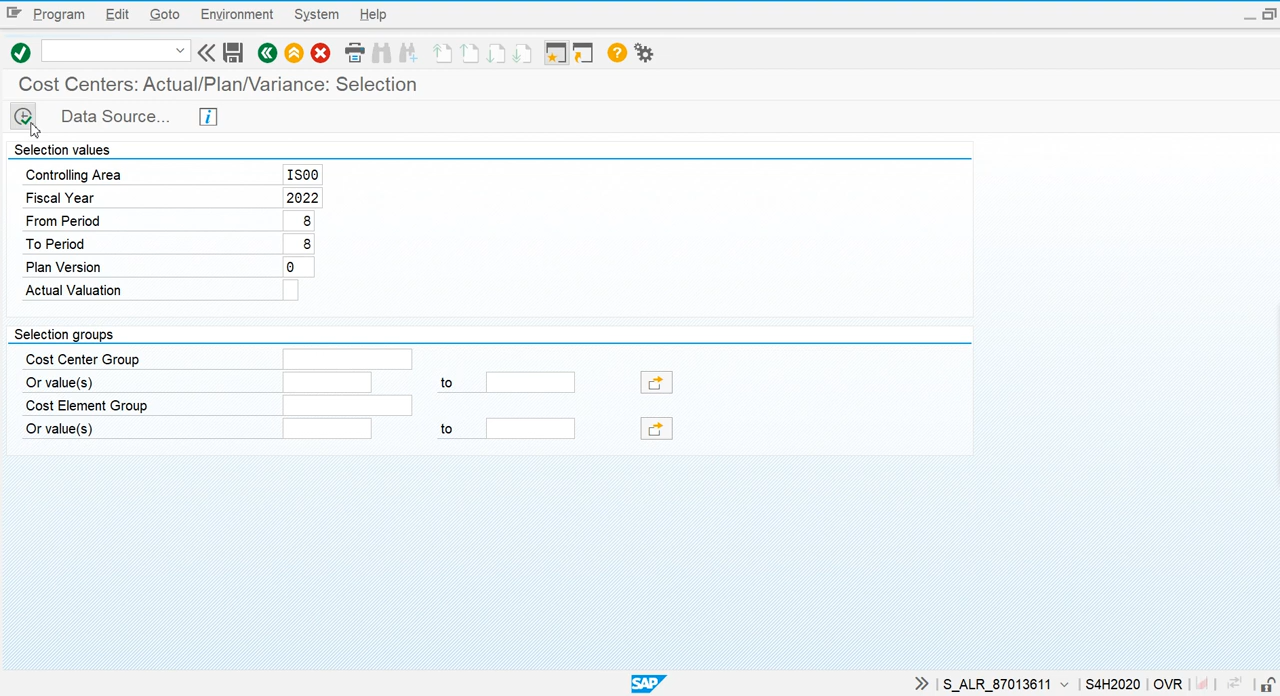 Program Edit Goto Environment System Help
Cost Centers: Actual/Plan/Variance: Selection
Data Source...
Selection values
Controlling Area IS00
Fiscal Year 2022
From Period 8
To Period 8
Plan Version 0
Actual Valuation
Selection groups
Cost Center Group
Or value(s) to
Cost Element Group
Or value(s) to
SAP S_ALR_87013611 S4H2020 OVR